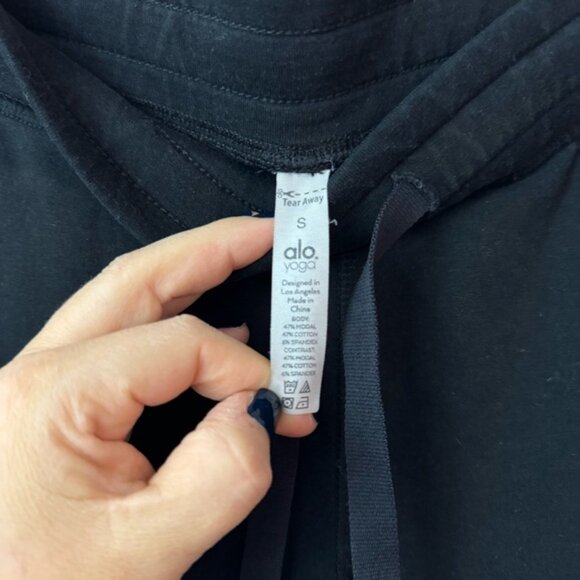 Tear Away
S
alo.
yoga
Designed in
Los Angeles
Made in
China
BODY:
47% MODAL
47% COTTON
6% SPANDEX
CONTRAST:
47% MODAL
47% COTTON
6% SPANDEX